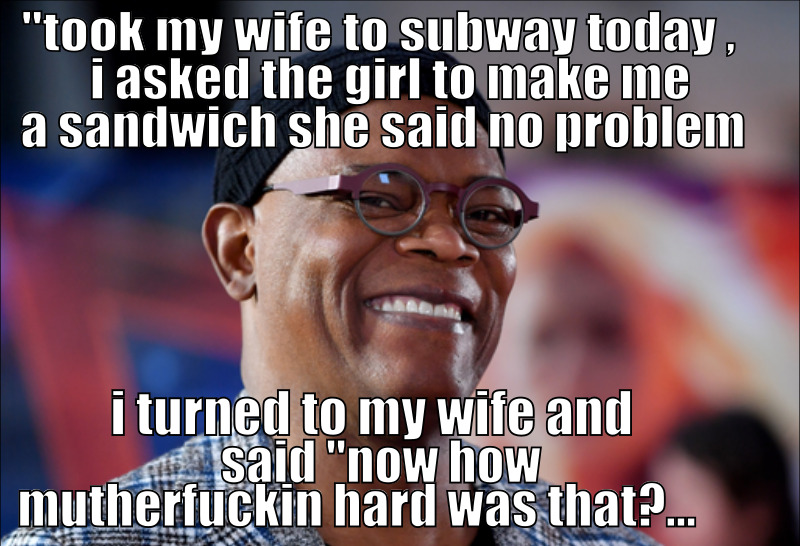 "took my wife to subway today ,
i asked the girl to make me
a sandwich she said no problem
i turned to my wife and
said "now how
mutherfuckin hard was that?...